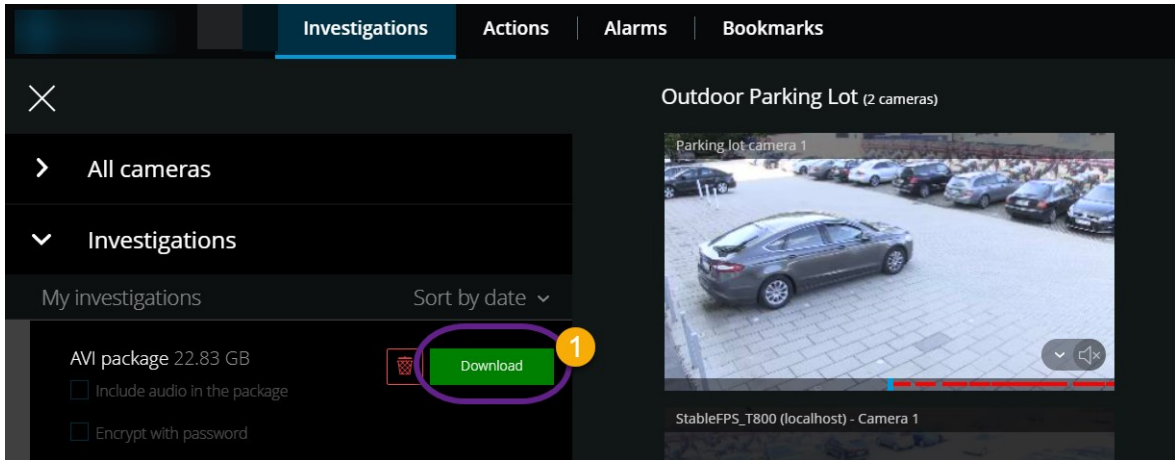 Investigations Actions Alarms Bookmarks
Outdoor Parking Lot (2 cameras)
All cameras
Investigations
My investigations Sort by date
AVI package 22.83 GB
Download
1
Include audio in the package
Encrypt with password
Parking lot camera 1
StableFPS_T800 (localhost) - Camera 1